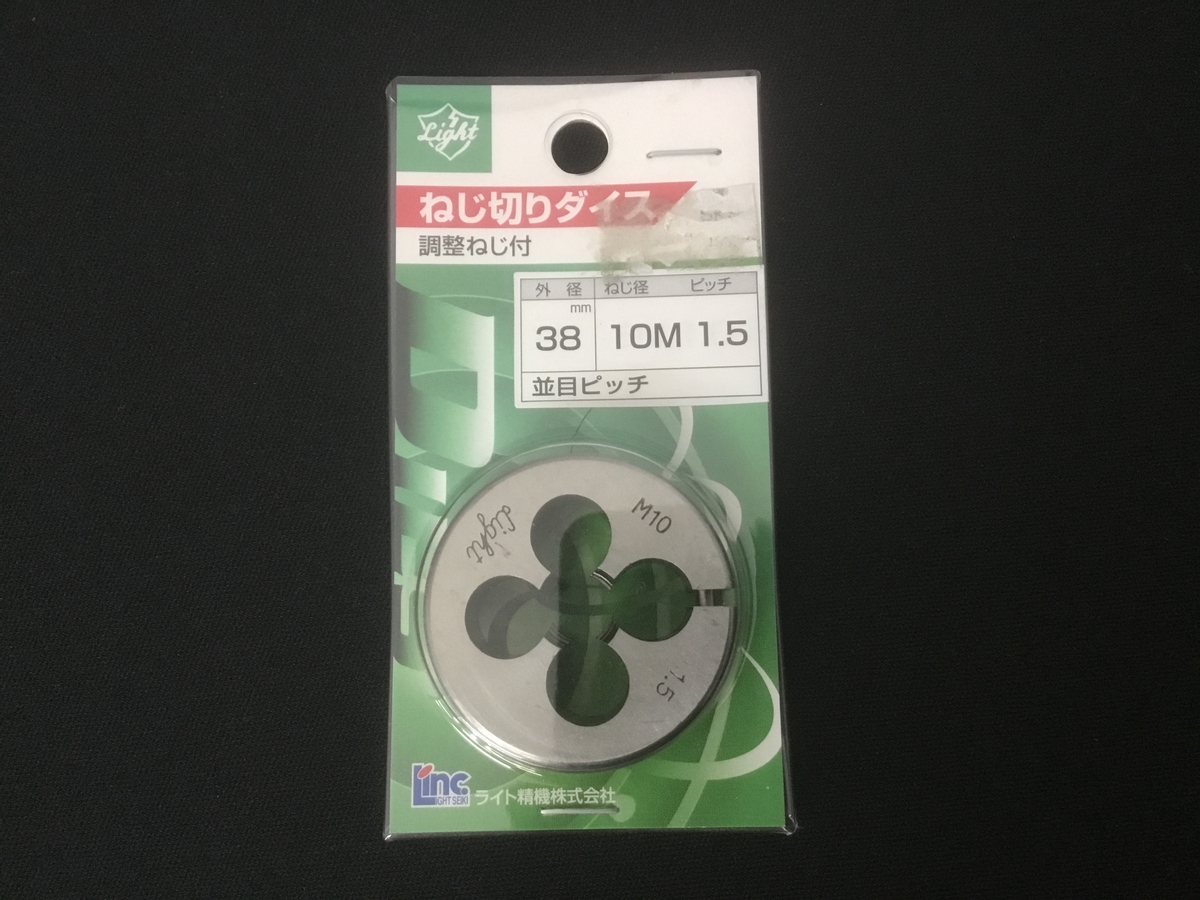 Light
ねじ切りダイス
調整ねじ付
外 径 ねじ径 ピッチ
mm
38 10M 1.5
並目ピッチ
Light
M10
1.5
Linc.
LIGHT SEIKI
ライト精機株式会社